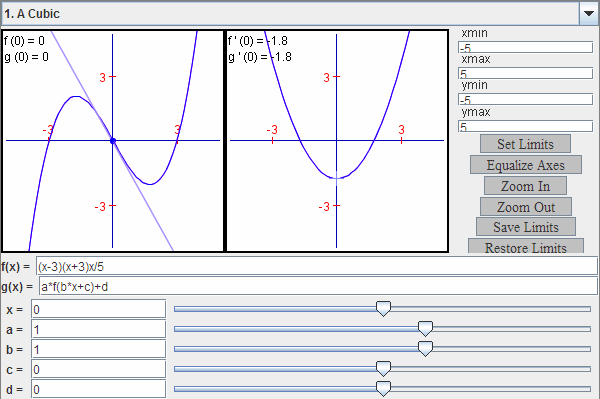 1. A Cubic
f (0) = 0
g (0) = 0
3
-3
3
-3
f ' (0) = -1.8
g ' (0) = -1.8
3
-3
3
-3
xmin
-5
xmax
5
ymin
-5
ymax
5
Set Limits
Equalize Axes
Zoom In
Zoom Out
Save Limits
Restore Limits
f(x) = (x-3)(x+3)x/5
g(x) = a*f(b*x+c)+d
x = 0
a = 1
b = 1
c = 0
d = 0